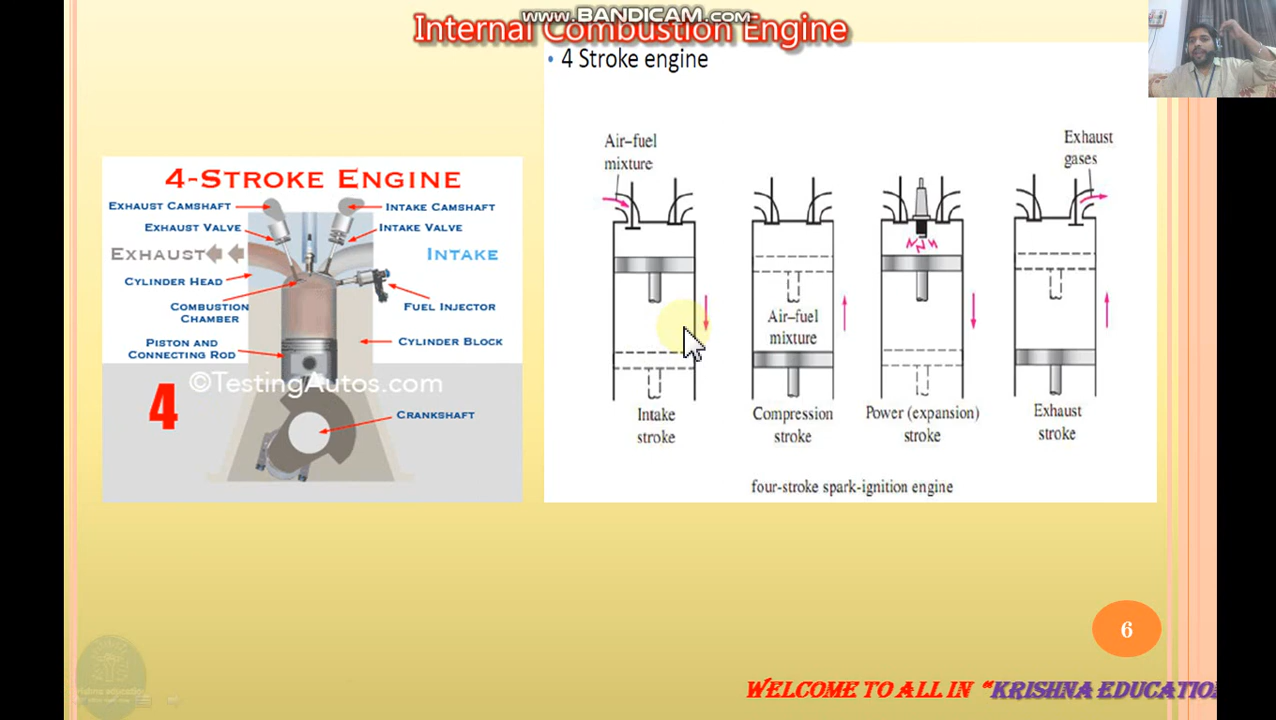 www.BANDICAM.com
Internal Combustion Engine
• 4 Stroke engine
4-STROKE ENGINE
EXHAUST CAMSHAFT
INTAKE CAMSHAFT
EXHAUST VALVE
INTAKE VALVE
EXHAUST
INTAKE
CYLINDER HEAD
COMBUSTION
CHAMBER
FUEL INJECTOR
PISTON AND
CONNECTING ROD
CYLINDER BLOCK
©TestingAutos.com
4
CRANKSHAFT
Air–fuel
mixture
Exhaust
gases
Air–fuel
mixture
Intake
stroke
Compression
stroke
Power (expansion)
stroke
Exhaust
stroke
four-stroke spark-ignition engine
6
WELCOME TO ALL IN “KRISHNA EDUCATIO